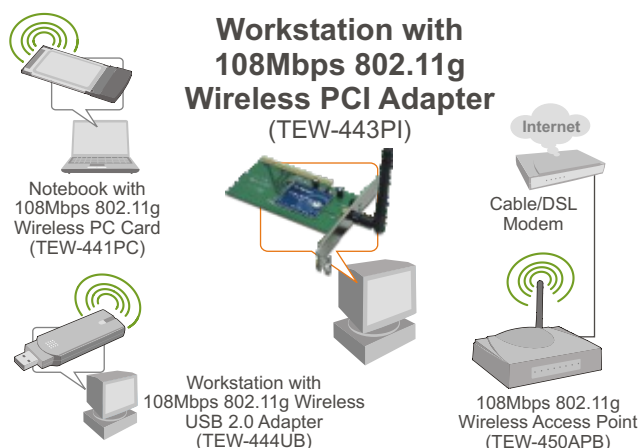 Workstation with
108Mbps 802.11g
Wireless PCI Adapter
(TEW-443PI)
Notebook with
108Mbps 802.11g
Wireless PC Card
(TEW-441PC)
Internet
Cable/DSL
Modem
Workstation with
108Mbps 802.11g Wireless
USB 2.0 Adapter
(TEW-444UB)
108Mbps 802.11g
Wireless Access Point
(TEW-450APB)